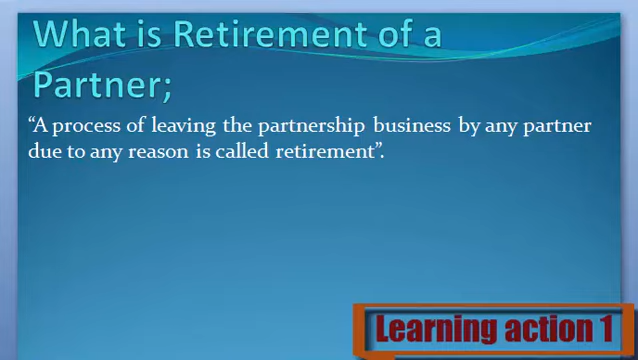 What is Retirement of a
Partner;
“A process of leaving the partnership business by any partner
due to any reason is called retirement”.
Learning action 1